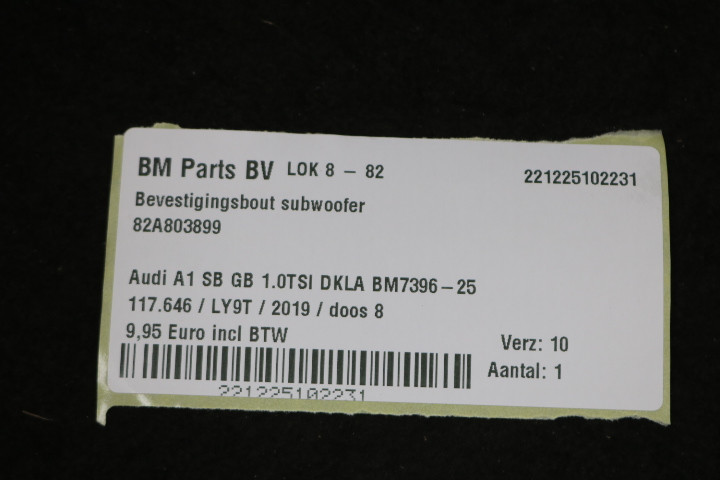 BM Parts BV LOK 8 - 82 221225102231
Bevestigingsbout subwoofer
82A803899
Audi A1 SB GB 1.0TSI DKLA BM7396-25
117.646 / LY9T / 2019 / doos 8
9,95 Euro incl BTW
Verz: 10
Aantal: 1
221225102231